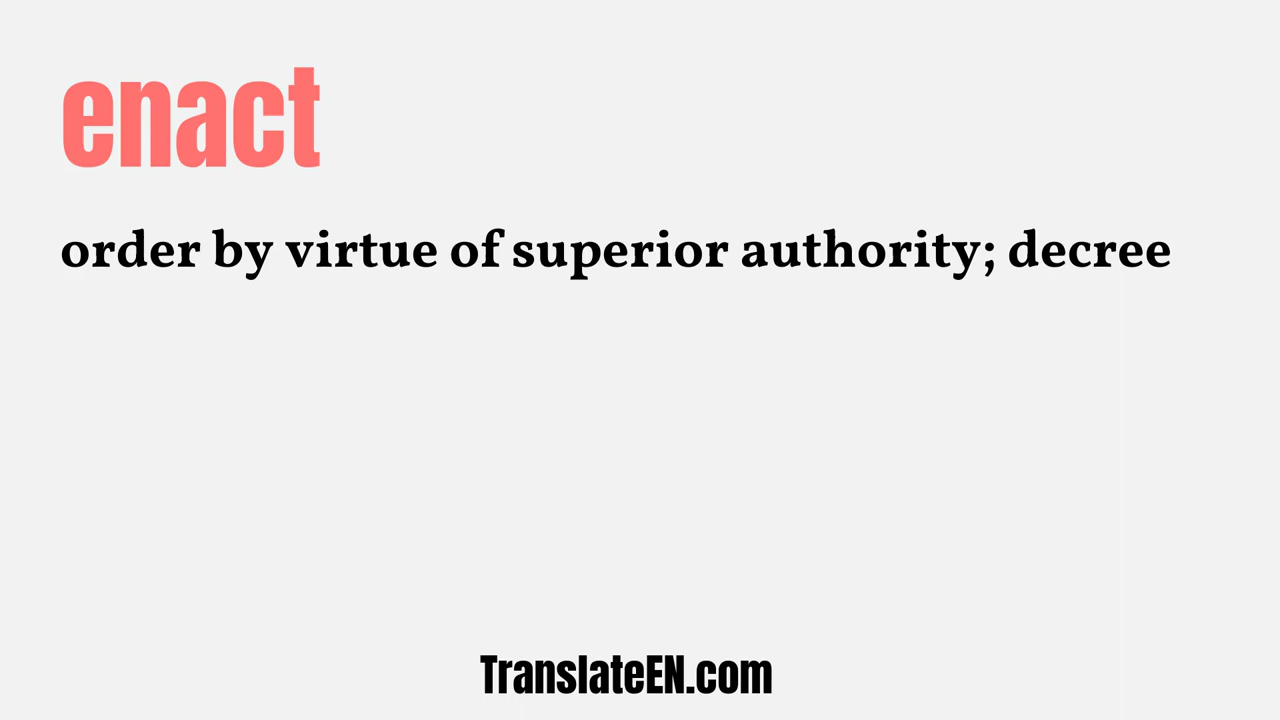 enact
order by virtue of superior authority; decree
TranslateEN.com